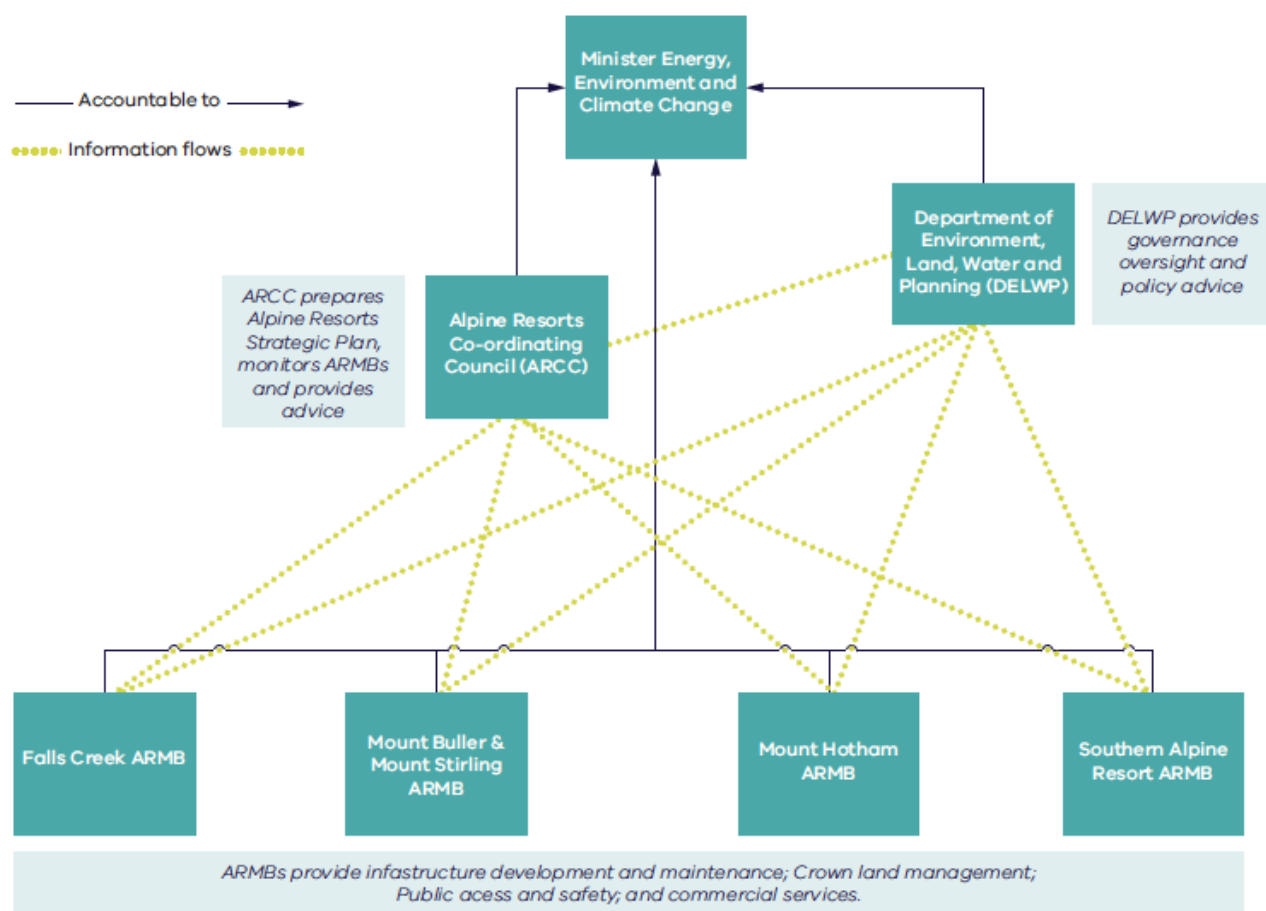 Minister Energy,
Environment and
Climate Change
Accountable to
Information flows
Department of
Environment,
Land, Water and
Planning (DELWP)
DELWP provides
governance
oversight and
policy advice
ARCC prepares
Alpine Resorts
Strategic Plan,
monitors ARMBs
and provides
advice
Alpine Resorts
Co-ordinating
Council (ARCC)
Falls Creek ARMB
Mount Buller &
Mount Stirling
ARMB
Mount Hotham
ARMB
Southern Alpine
Resort ARMB
ARMBs provide infastructure development and maintenance; Crown land management;
Public acess and safety; and commercial services.